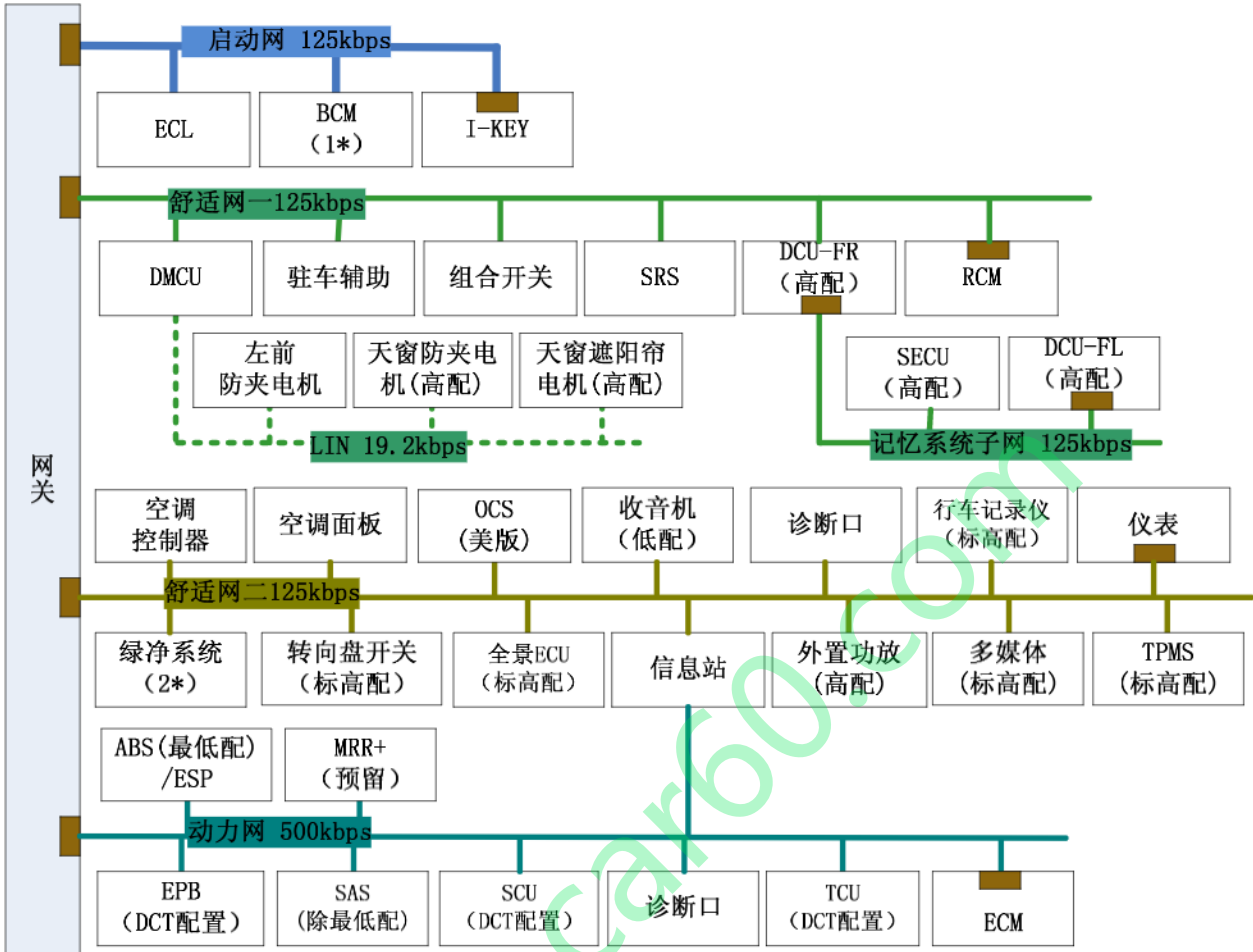 网关
启动网 125kbps
ECL
BCM
（1*）
I-KEY
舒适网一125kbps
DMCU
驻车辅助
组合开关
SRS
DCU-FR
（高配）
RCM
左前
防夹电机
天窗防夹电
机(高配)
天窗遮阳帘
电机(高配)
SECU
（高配）
DCU-FL
（高配）
LIN 19.2kbps
记忆系统子网 125kbps
空调
控制器
空调面板
OCS
(美版)
收音机
(低配)
诊断口
行车记录仪
(标高配)
仪表
舒适网二125kbps
绿净系统
（2*）
转向盘开关
（标高配）
全景ECU
（标高配）
信息站
外置功放
(高配)
多媒体
(标高配)
TPMS
(标高配)
ABS(最低配)
/ESP
MRR+
（预留）
动力网 500kbps
EPB
(DCT配置)
SAS
(除最低配)
SCU
(DCT配置)
诊断口
TCU
(DCT配置)
ECM
car60.com